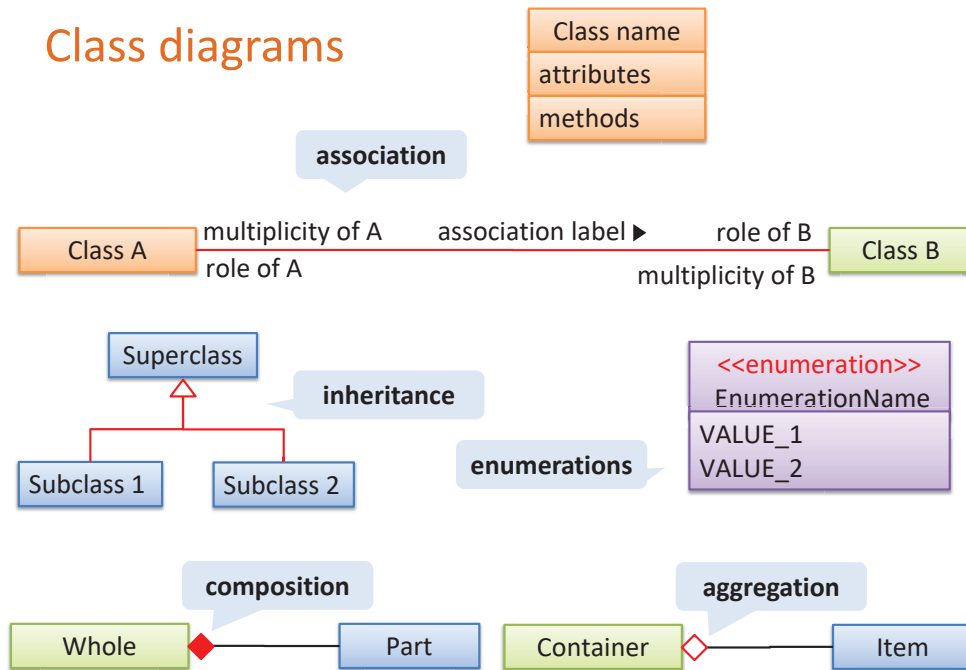 Class diagrams
Class name
attributes
methods
association
multiplicity of A
association label ▶
role of B
Class A
Class B
role of A
multiplicity of B
Superclass
inheritance
Subclass 1
Subclass 2
<<enumeration>>
EnumerationName
VALUE_1
VALUE_2
enumerations
composition
Whole
Part
aggregation
Container
Item